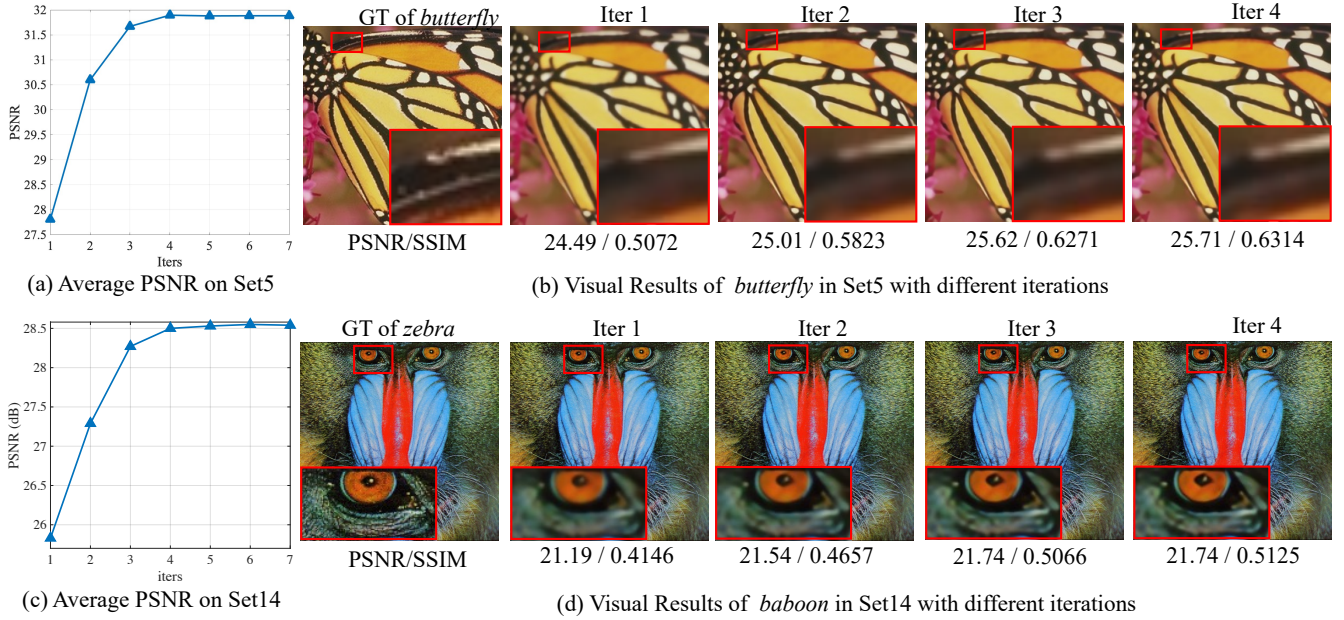 32
31.5
31
30.5
30
29.5
29
28.5
28
27.5
PSNR
1 2 3 4 5 6 7
Iters
(a) Average PSNR on Set5
GT of butterfly
Iter 1
Iter 2
Iter 3
Iter 4
PSNR/SSIM
24.49 / 0.5072
25.01 / 0.5823
25.62 / 0.6271
25.71 / 0.6314
(b) Visual Results of butterfly in Set5 with different iterations
28.5
28
27.5
27
26.5
26
PSNR (dB)
1 2 3 4 5 6 7
iters
(c) Average PSNR on Set14
GT of zebra
Iter 1
Iter 2
Iter 3
Iter 4
PSNR/SSIM
21.19 / 0.4146
21.54 / 0.4657
21.74 / 0.5066
21.74 / 0.5125
(d) Visual Results of baboon in Set14 with different iterations